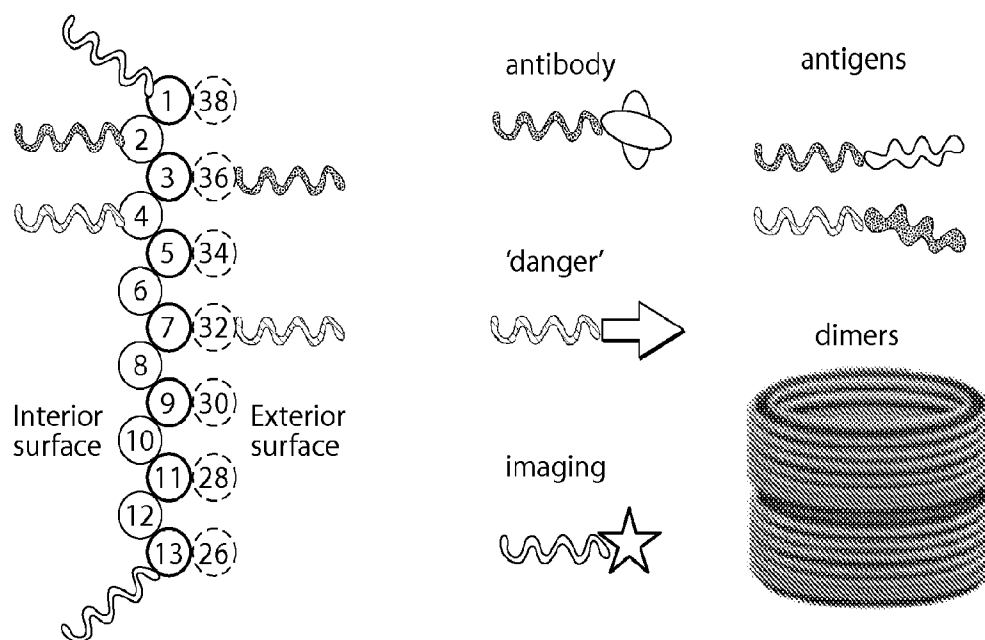 1 38
2
3 36
4
5 34
6
7 32
8
9 30
10
11 28
12
13 26
Interior
surface
Exterior
surface
antibody
'danger'
imaging
antigens
dimers